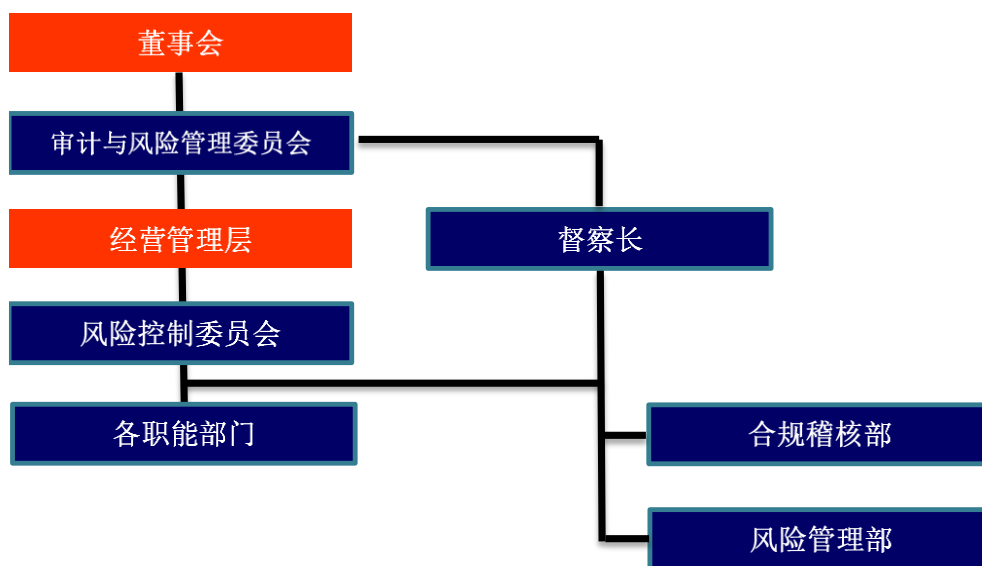 董事会
审计与风险管理委员会
经营管理层
督察长
风险控制委员会
各职能部门
合规稽核部
风险管理部